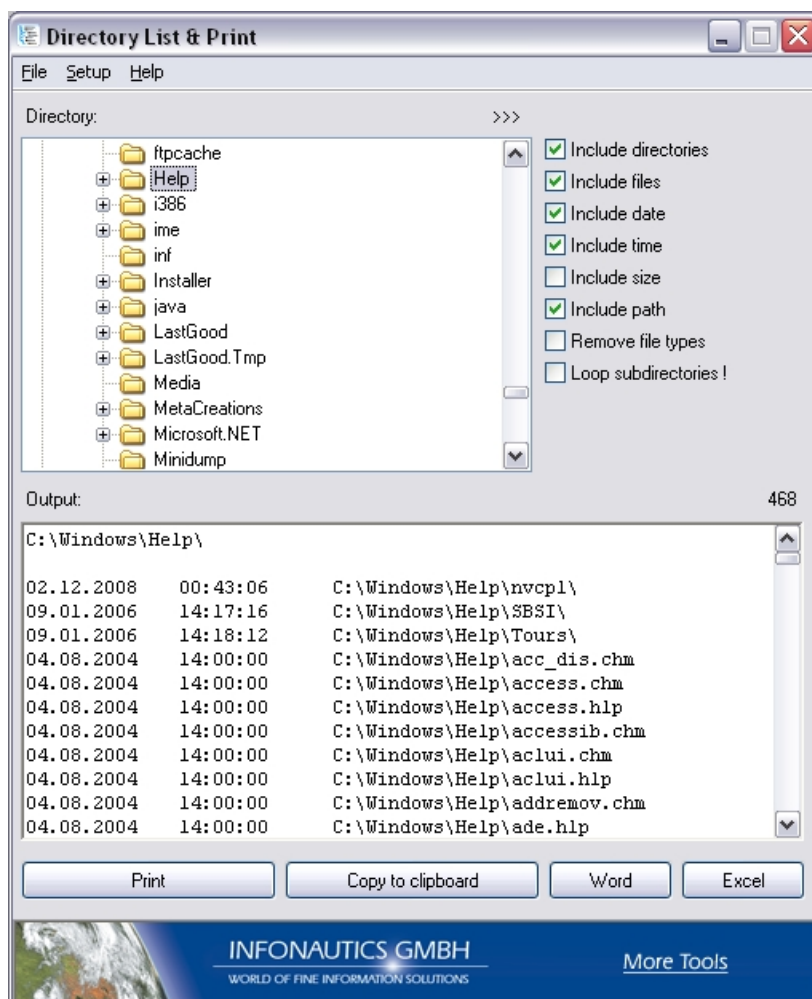 Directory List & Print
File Setup Help
Directory: >>>
ftpcache
Help
i386
ime
inf
Installer
java
LastGood
LastGood.Tmp
Media
MetaCreations
Microsoft.NET
Minidump
Include directories
Include files
Include date
Include time
Include size
Include path
Remove file types
Loop subdirectories !
Output: 468
C:\Windows\Help\
02.12.2008 00:43:06 C:\Windows\Help\nvcpl\
09.01.2006 14:17:16 C:\Windows\Help\SBSI\
09.01.2006 14:18:12 C:\Windows\Help\Tours\
04.08.2004 14:00:00 C:\Windows\Help\acc_dis.chm
04.08.2004 14:00:00 C:\Windows\Help\access.chm
04.08.2004 14:00:00 C:\Windows\Help\access.hlp
04.08.2004 14:00:00 C:\Windows\Help\accessib.chm
04.08.2004 14:00:00 C:\Windows\Help\aclui.chm
04.08.2004 14:00:00 C:\Windows\Help\aclui.hlp
04.08.2004 14:00:00 C:\Windows\Help\addremov.chm
04.08.2004 14:00:00 C:\Windows\Help\ade.hlp
Print Copy to clipboard Word Excel
INFONAUTICS GMBH
WORLD OF FINE INFORMATION SOLUTIONS
More Tools